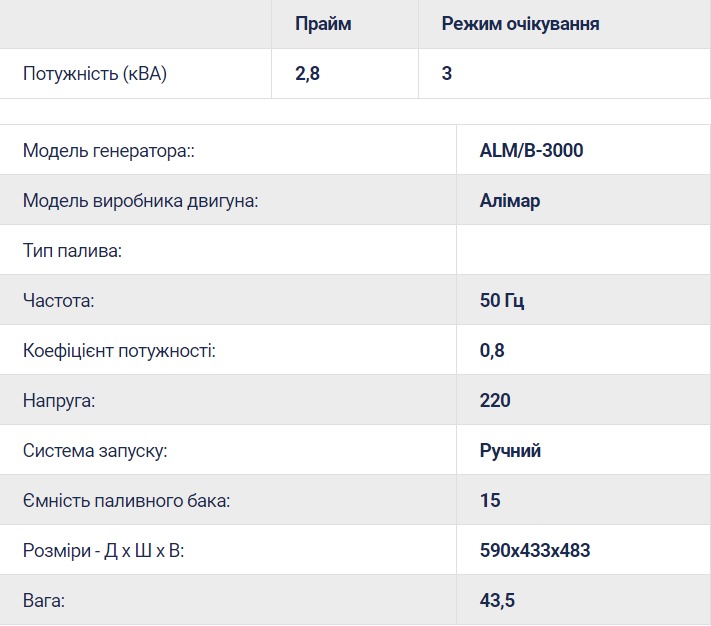 Прайм Режим очікування
Потужність (кВА) 2,8 3
Модель генератора:: ALM/B-3000
Модель виробника двигуна: Алімар
Тип палива:
Частота: 50 Гц
Коефіцієнт потужності: 0,8
Напруга: 220
Система запуску: Ручний
Ємність паливного бака: 15
Розміри - Д x Ш x В: 590x433x483
Вага: 43,5